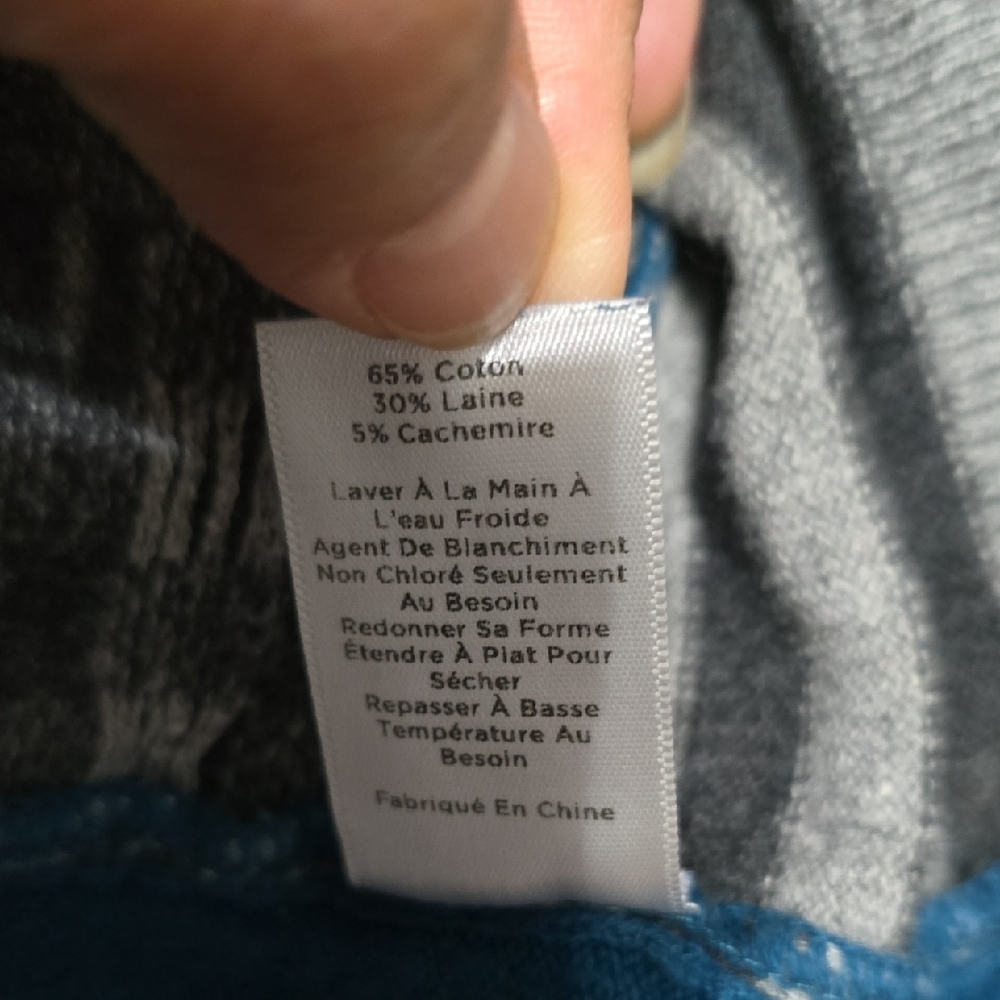 65% Coton
30% Laine
5% Cachemire
Laver À La Main À
L'eau Froide
Agent De Blanchiment
Non Chloré Seulement
Au Besoin
Redonner Sa Forme
Étendre À Plat Pour
Sécher
Repasser À Basse
Température Au
Besoin
Fabriqué En Chine